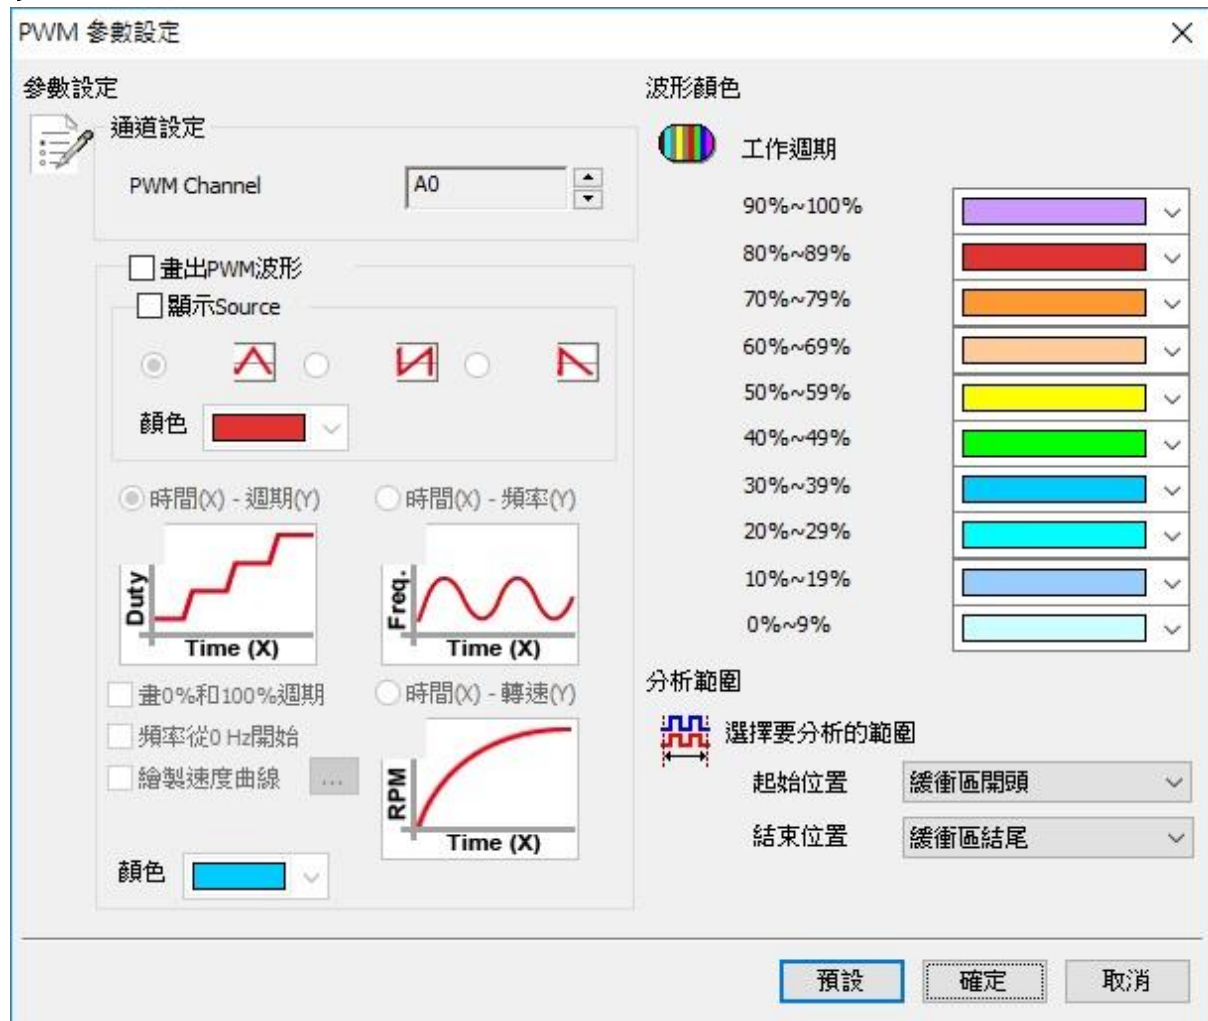 PWM 參數設定
參數設定
通道設定
PWM Channel
A0
畫出PWM波形
顯示Source
顏色
時間(X) - 週期(Y)
時間(X) - 頻率(Y)
Duty
Time (X)
Freq.
Time (X)
畫0%和100%週期
時間(X) - 轉速(Y)
頻率從0 Hz開始
繪製速度曲線
...
RPM
Time (X)
顏色
波形顏色
工作週期
90%~100%
80%~89%
70%~79%
60%~69%
50%~59%
40%~49%
30%~39%
20%~29%
10%~19%
0%~9%
分析範圍
選擇要分析的範圍
起始位置
緩衝區開頭
結束位置
緩衝區結尾
預設
確定
取消